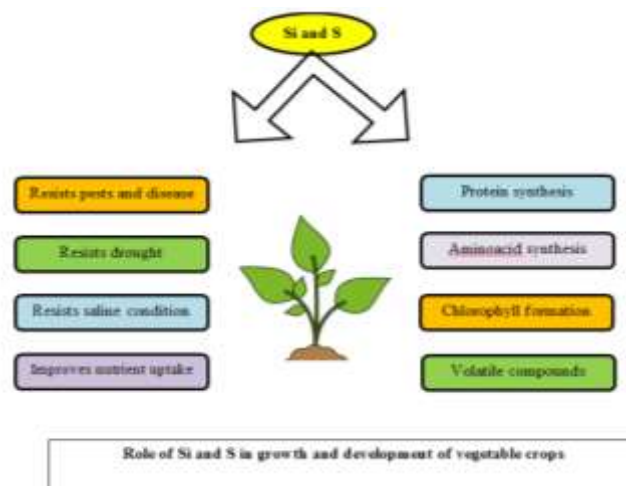 Si and S
Resists pests and disease
Resists drought
Resists saline condition
Improves nutrient uptake
Protein synthesis
Aminoacid synthesis
Chlorophyll formation
Volatile compounds
Role of Si and S in growth and development of vegetable crops